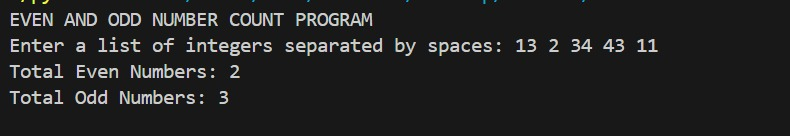 EVEN AND ODD NUMBER COUNT PROGRAM
Enter a list of integers separated by spaces: 13 2 34 43 11
Total Even Numbers: 2
Total Odd Numbers: 3